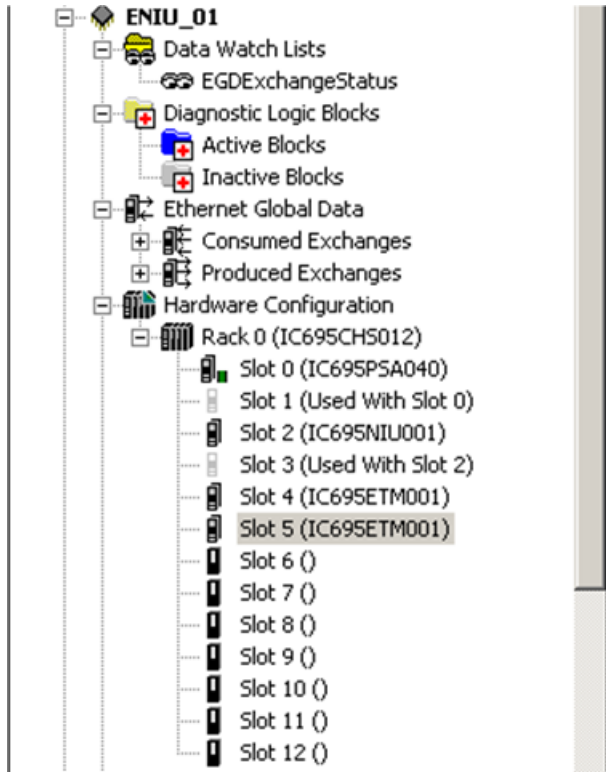 ENIU_01
Data Watch Lists
EGDExchangeStatus
Diagnostic Logic Blocks
Active Blocks
Inactive Blocks
Ethernet Global Data
Consumed Exchanges
Produced Exchanges
Hardware Configuration
Rack 0 (IC695CHS012)
Slot 0 (IC695PSA040)
Slot 1 (Used With Slot 0)
Slot 2 (IC695NIU001)
Slot 3 (Used With Slot 2)
Slot 4 (IC695ETM001)
Slot 5 (IC695ETM001)
Slot 6 ()
Slot 7 ()
Slot 8 ()
Slot 9 ()
Slot 10 ()
Slot 11 ()
Slot 12 ()